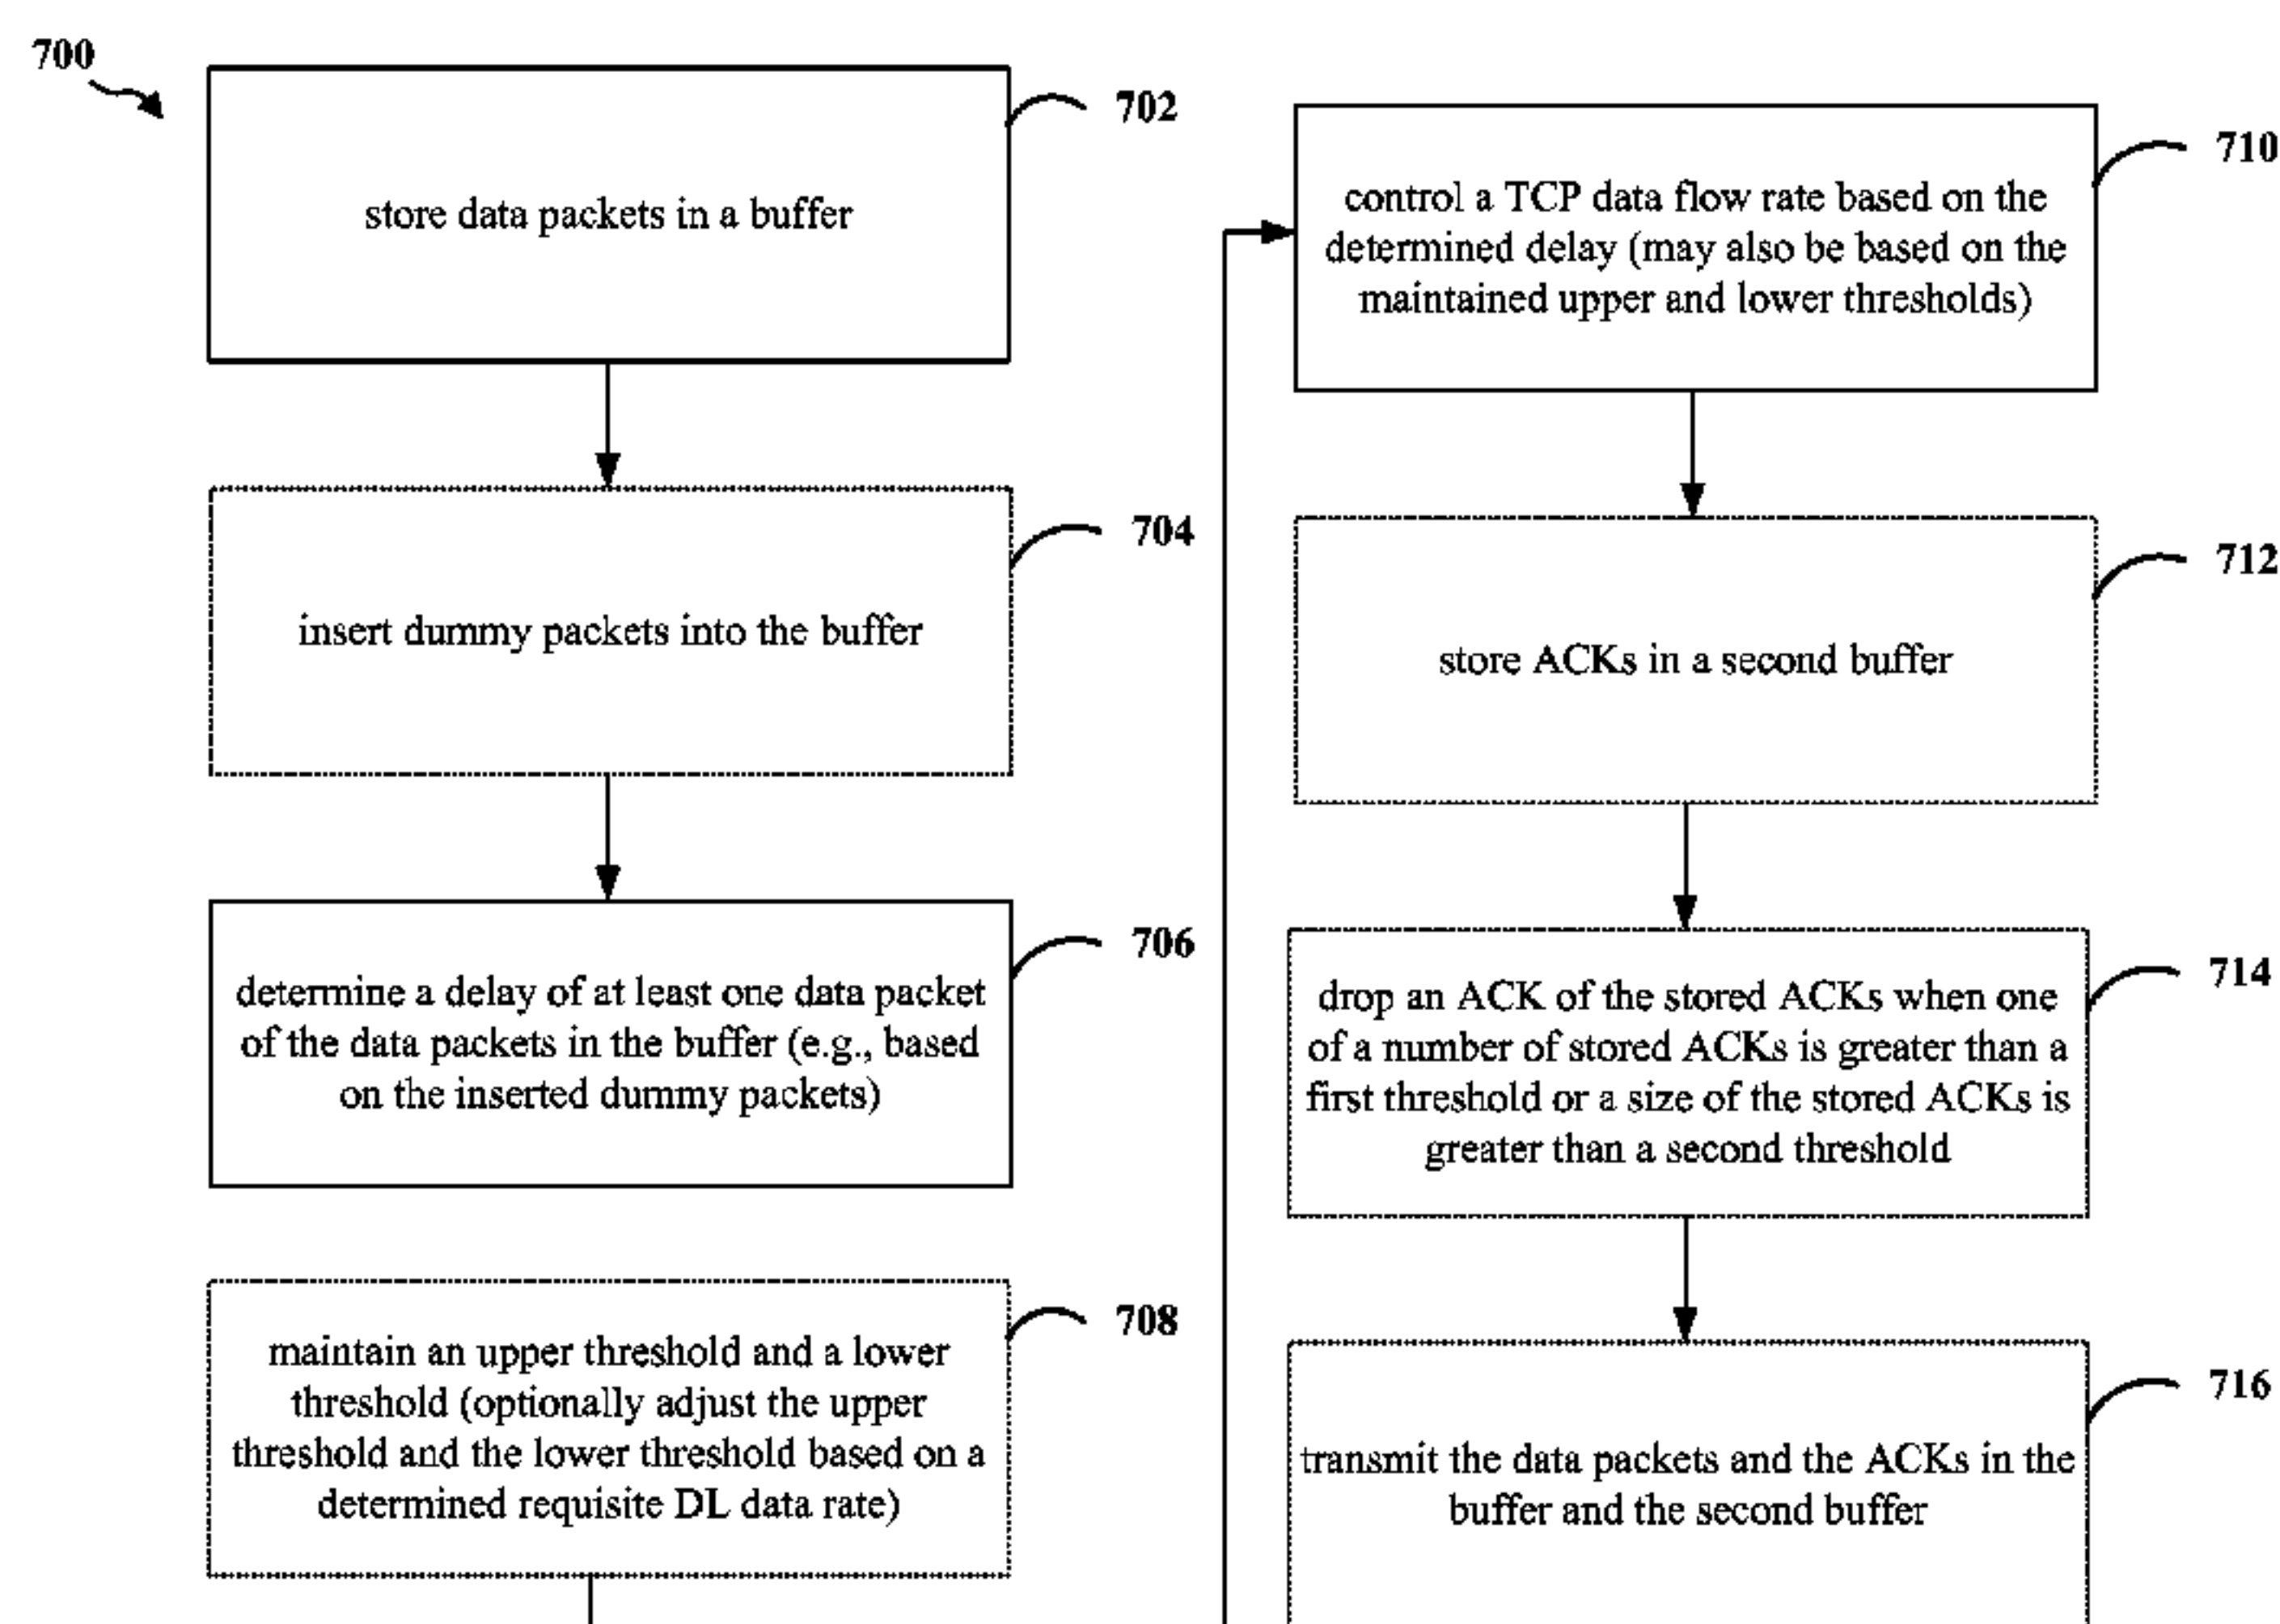 700
702
store data packets in a buffer
704
insert dummy packets into the buffer
706
determine a delay of at least one data packet
of the data packets in the buffer (e.g., based
on the inserted dummy packets)
708
maintain an upper threshold and a lower
threshold (optionally adjust the upper
threshold and the lower threshold based on a
determined requisite DL data rate)
710
control a TCP data flow rate based on the
determined delay (may also be based on the
maintained upper and lower thresholds)
712
store ACKs in a second buffer
714
drop an ACK of the stored ACKs when one
of a number of stored ACKs is greater than a
first threshold or a size of the stored ACKs is
greater than a second threshold
716
transmit the data packets and the ACKs in the
buffer and the second buffer